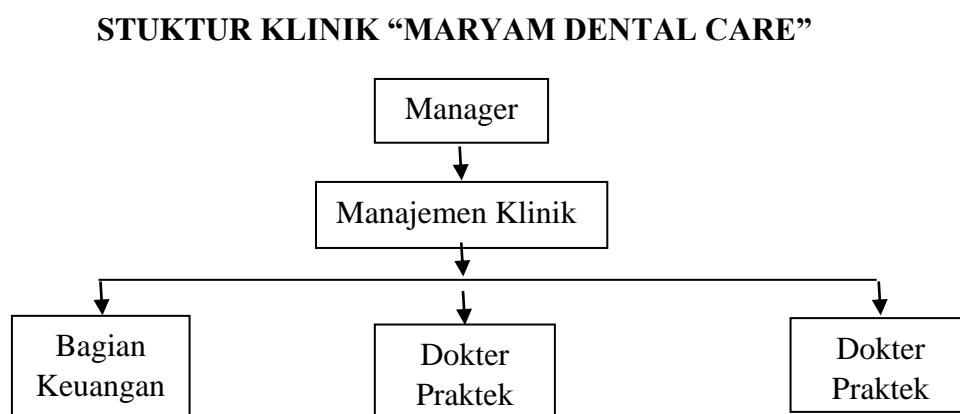 STUKTUR KLINIK “MARYAM DENTAL CARE”
Manager
Manajemen Klinik
Bagian
Keuangan
Dokter
Praktek
Dokter
Praktek